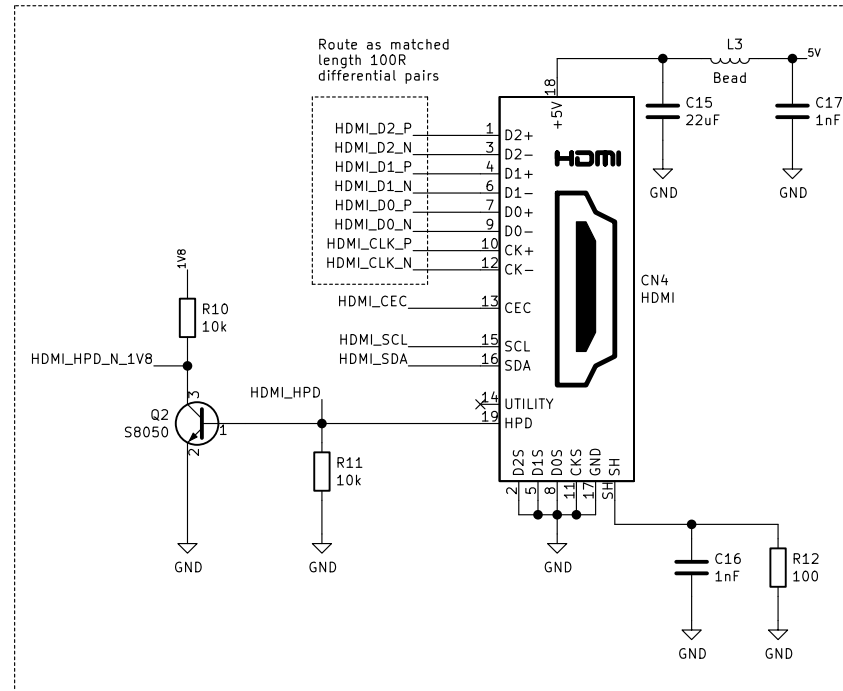 Route as matched
length 100R
differential pairs
L3
Bead
5V
C15
22uF
C17
1nF
GND
GND
18
+5V
HDMI
HDMI_D2_P 1 D2+
HDMI_D2_N 3 D2-
HDMI_D1_P 4 D1+
HDMI_D1_N 6 D1-
HDMI_D0_P 7 D0+
HDMI_D0_N 9 D0-
HDMI_CLK_P 10 CK+
HDMI_CLK_N 12 CK-
HDMI_CEC 13 CEC
HDMI_SCL 15 SCL
HDMI_SDA 16 SDA
14 UTILITY
HDMI_HPD 19 HPD
CN4
HDMI
1V8
R10
10k
HDMI_HPD_N_1V8
Q2
S8050
3
1
2
R11
10k
GND
GND
D2S
D1S
D0S
CKS
GND
SH
2
5
8
11
17
SH
GND
C16
1nF
R12
100
GND
GND